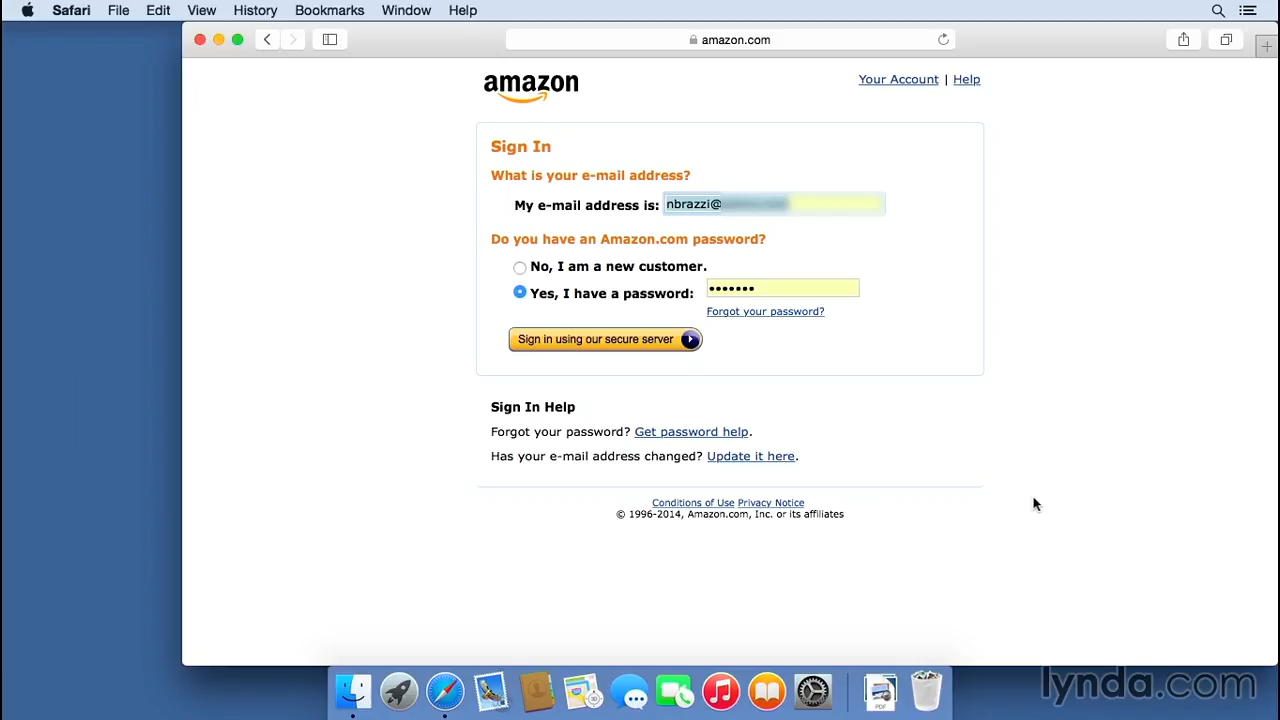 Safari File Edit View History Bookmarks Window Help
amazon.com
amazon
Your Account | Help
Sign In
What is your e-mail address?
My e-mail address is: nbrazzi@
Do you have an Amazon.com password?
No, I am a new customer.
Yes, I have a password: •••••••
Forgot your password?
Sign in using our secure server
Sign In Help
Forgot your password? Get password help.
Has your e-mail address changed? Update it here.
Conditions of Use Privacy Notice
© 1996-2014, Amazon.com, Inc. or its affiliates
PDF
lynda.com